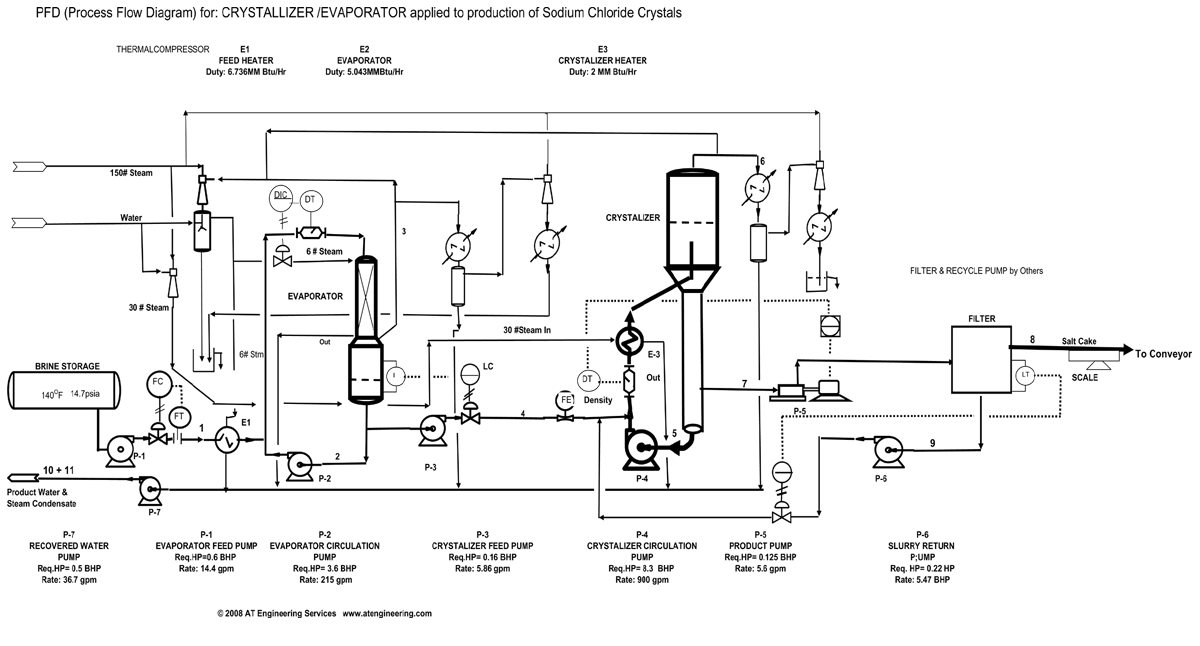 PFD (Process Flow Diagram) for: CRYSTALLIZER /EVAPORATOR applied to production of Sodium Chloride Crystals
THERMALCOMPRESSOR
E1
FEED HEATER
Duty: 6.736MM Btu/Hr
E2
EVAPORATOR
Duty: 5.043MMBtu/Hr
E3
CRYSTALIZER HEATER
Duty: 2 MM Btu/Hr
150# Steam
Water
30 # Steam
DIC
DT
6 # Steam
3
EVAPORATOR
Out
6# Stm
CRYSTALIZER
6
FILTER & RECYCLE PUMP by Others
30 #Steam In
E-3
Out
DT
Density
FILTER
8
Salt Cake
To Conveyor
SCALE
LT
BRINE STORAGE
140°F 14.7psia
FC
FT
1
E1
P-1
LC
4
FE
7
P-5
5
2
P-2
P-3
P-4
9
P-6
10 + 11
Product Water &
Steam Condensate
P-7
P-7
RECOVERED WATER
PUMP
Req.HP=0.5 BHP
Rate: 36.7 gpm
P-1
EVAPORATOR FEED PUMP
Req.HP=0.6 BHP
Rate: 14.4 gpm
P-2
EVAPORATOR CIRCULATION
PUMP
Req.HP= 3.6 BHP
Rate: 215 gpm
P-3
CRYSTALIZER FEED PUMP
Req.HP= 0.16 BHP
Rate: 5.86 gpm
P-4
CRYSTALIZER CIRCULATION
PUMP
Req.HP= 8.3 BHP
Rate: 900 gpm
P-5
PRODUCT PUMP
Req.HP= 0.125 BHP
Rate: 5.6 gpm
P-6
SLURRY RETURN
P;UMP
Req. HP= 0.22 HP
Rate: 5.47 BHP
© 2008 AT Engineering Services www.atengineering.com